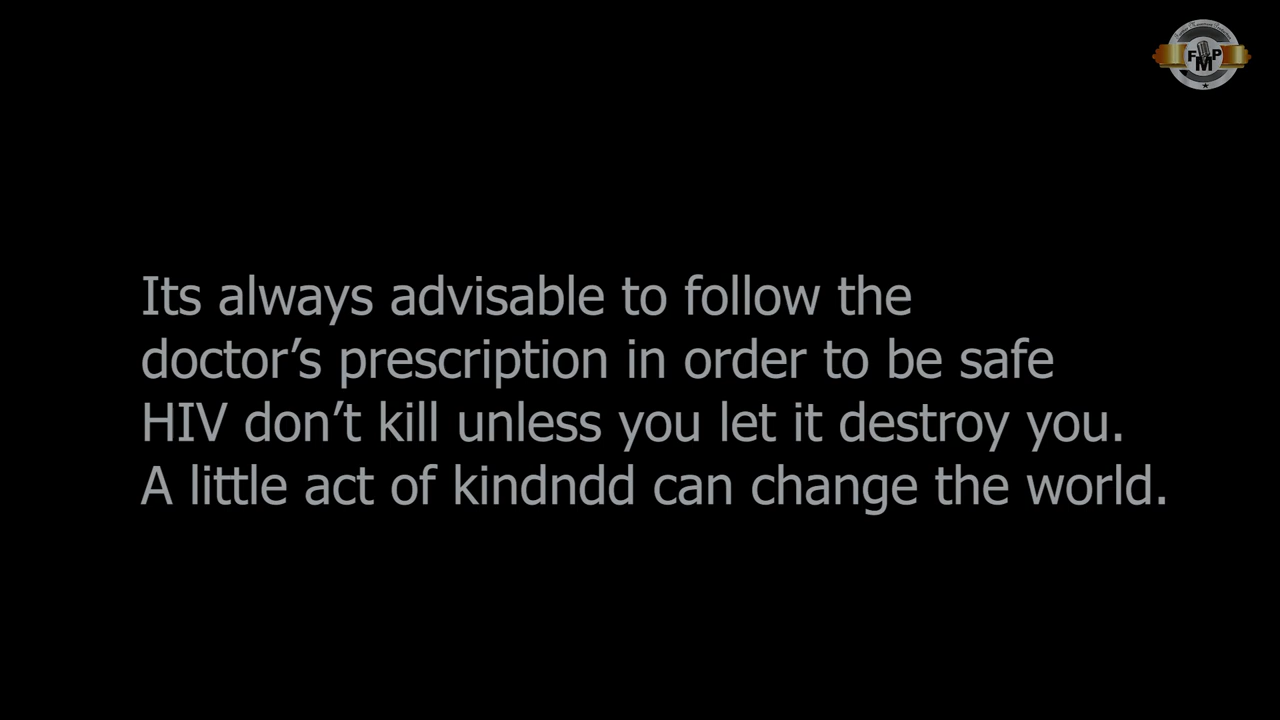 FMP
Its always advisable to follow the
doctor’s prescription in order to be safe
HIV don’t kill unless you let it destroy you.
A little act of kindndd can change the world.